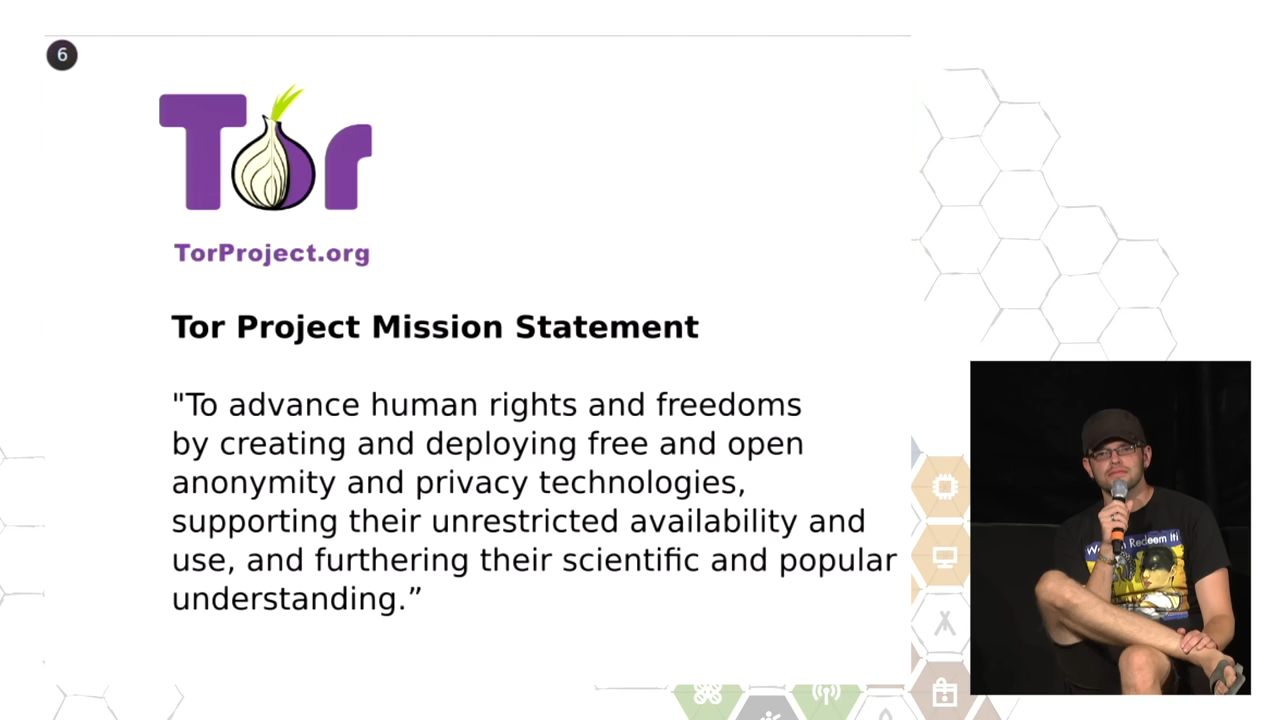 6
Tor
TorProject.org
Tor Project Mission Statement
"To advance human rights and freedoms
by creating and deploying free and open
anonymity and privacy technologies,
supporting their unrestricted availability and
use, and furthering their scientific and popular
understanding.”
Redeem it!